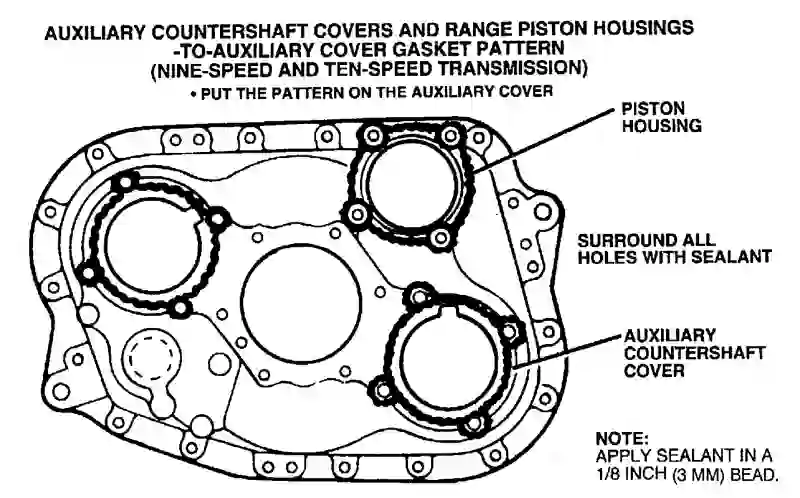 AUXILIARY COUNTERSHAFT COVERS AND RANGE PISTON HOUSINGS
-TO-AUXILIARY COVER GASKET PATTERN
(NINE-SPEED AND TEN-SPEED TRANSMISSION)
• PUT THE PATTERN ON THE AUXILIARY COVER
PISTON
HOUSING
SURROUND ALL
HOLES WITH SEALANT
AUXILIARY
COUNTERSHAFT
COVER
NOTE:
APPLY SEALANT IN A
1/8 INCH (3 MM) BEAD.